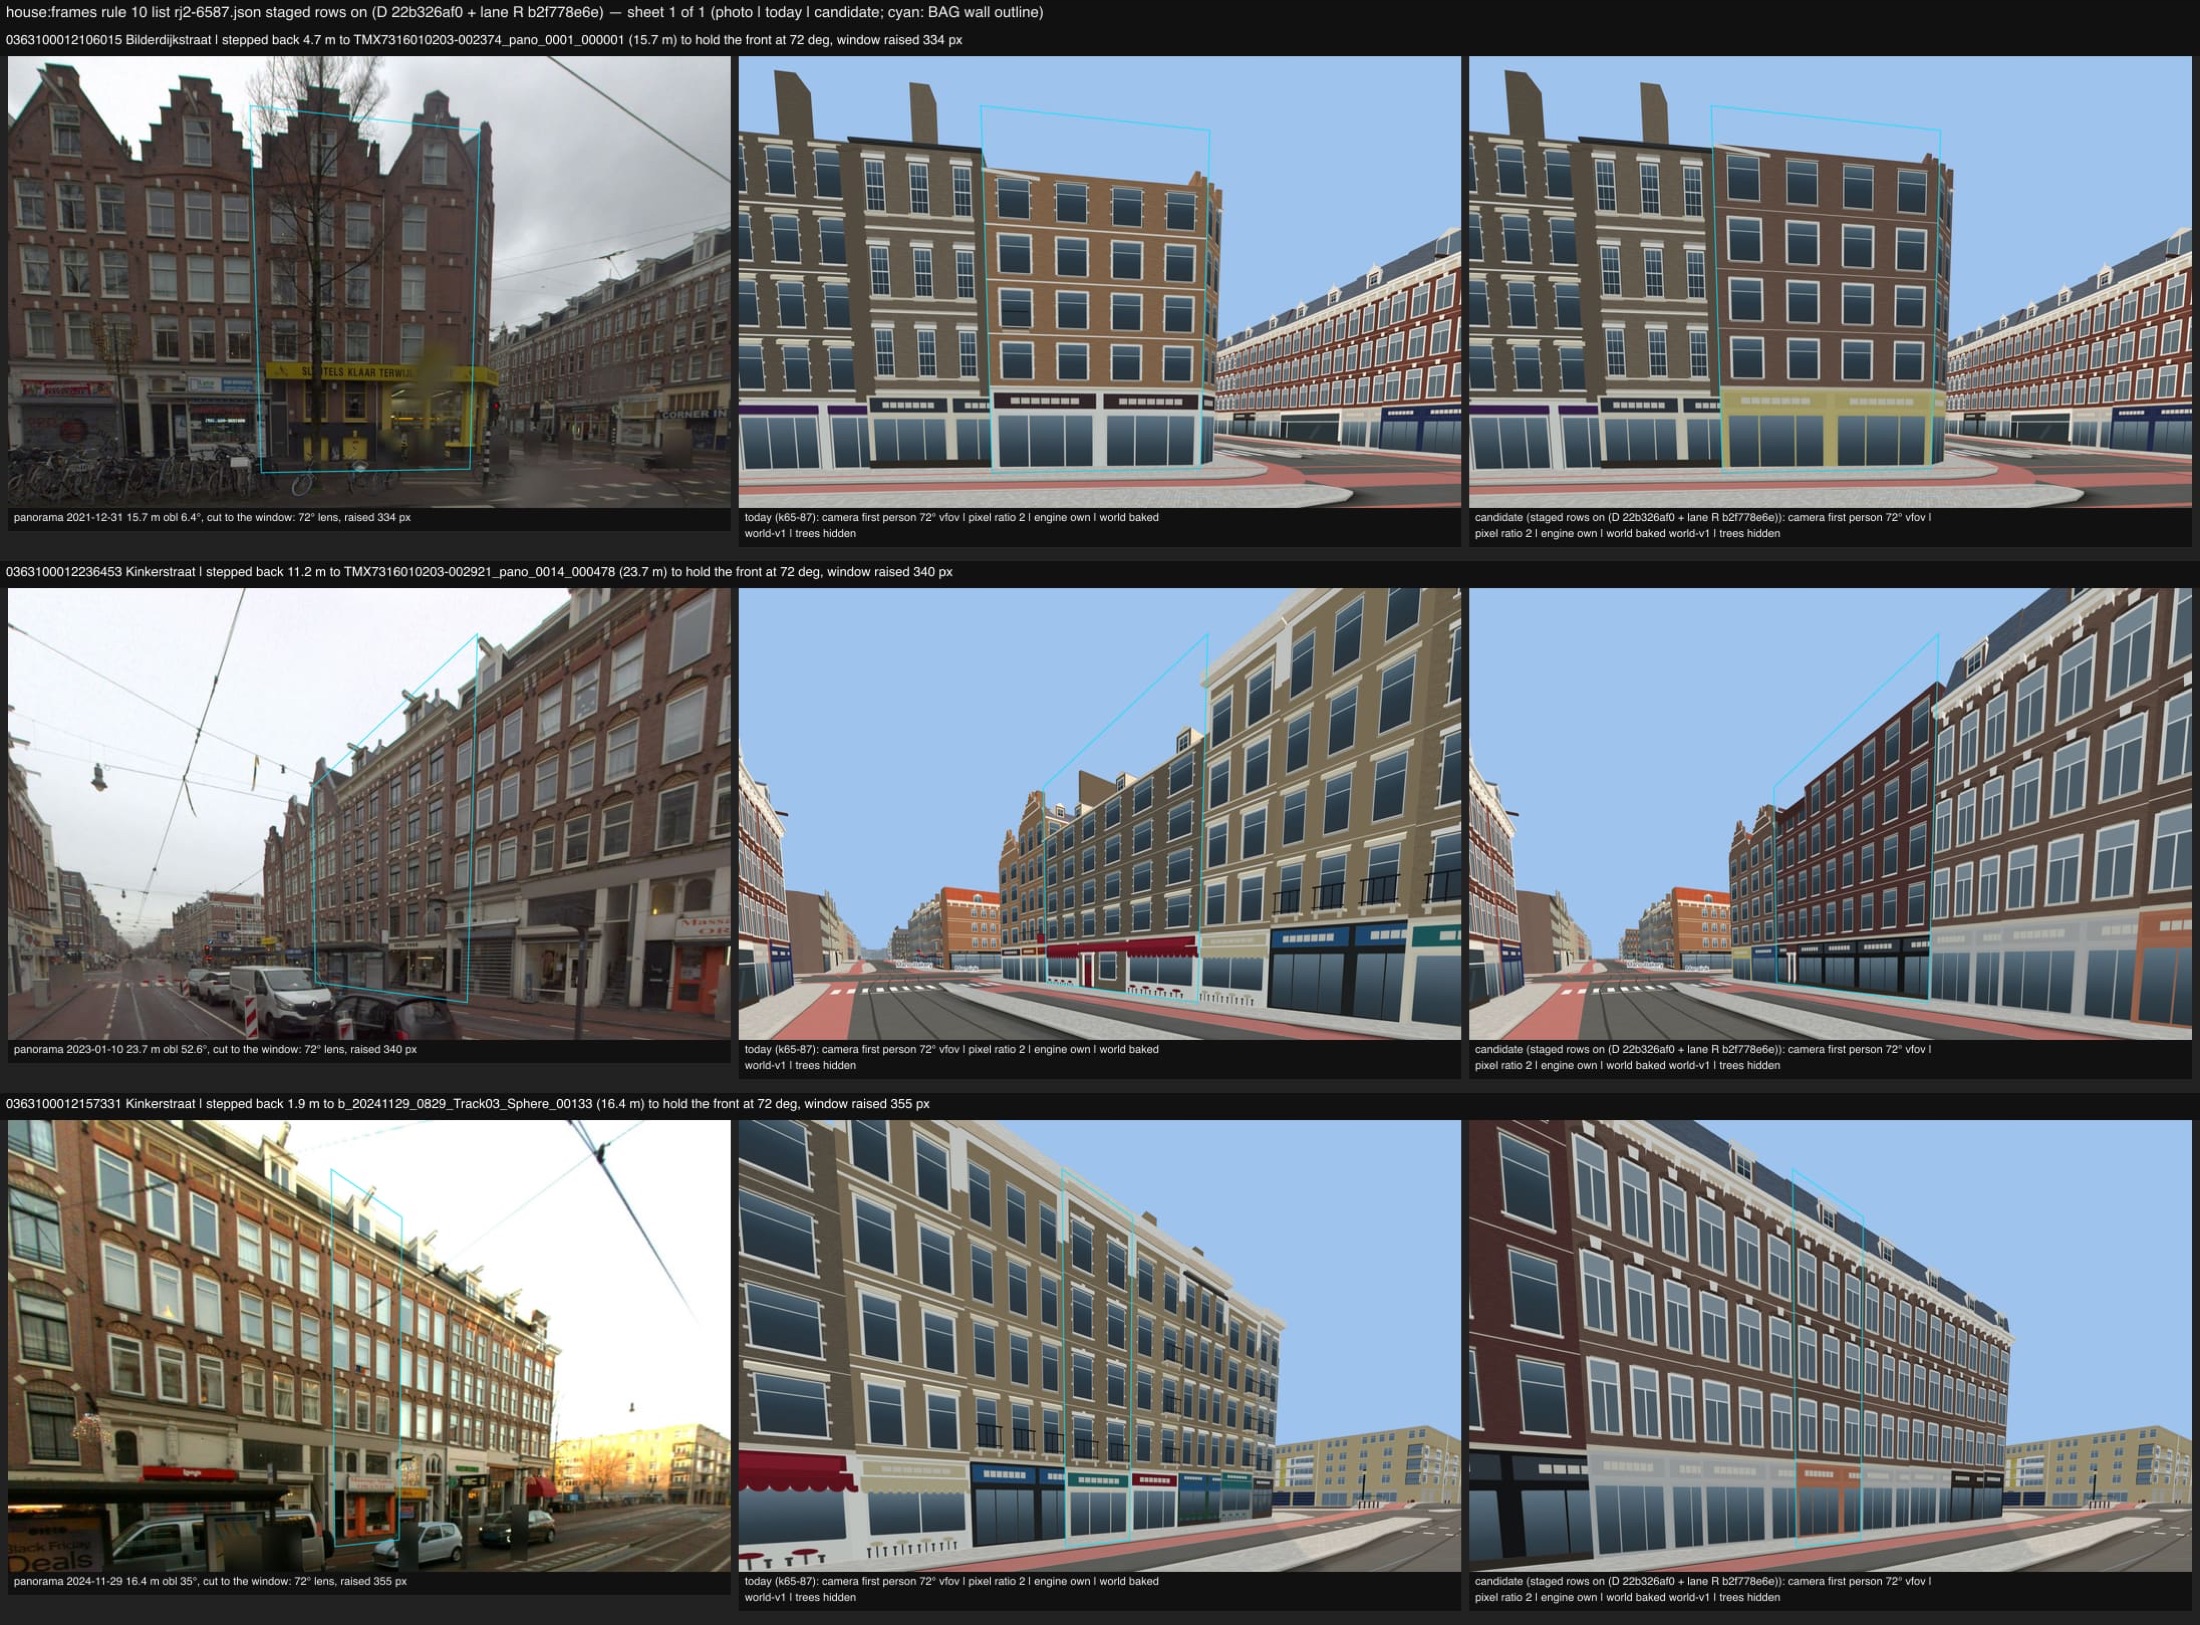 house:frames rule 10 list rj2-6587.json staged rows on (D 22b326af0 + lane R b2f778e6e) — sheet 1 of 1 (photo | today | candidate; cyan: BAG wall outline)
0363100012106015 Bilderdijkstraat | stepped back 4.7 m to TMX7316010203-002374_pano_0001_000001 (15.7 m) to hold the front at 72 deg, window raised 334 px
SLEUTELS KLAAR TERWIJL
CORNER IN
panorama 2021-12-31 15.7 m obl 6.4°, cut to the window: 72° lens, raised 334 px
today (k65-87): camera first person 72° vfov | pixel ratio 2 | engine own | world baked
world-v1 | trees hidden
candidate (staged rows on (D 22b326af0 + lane R b2f778e6e)): camera first person 72° vfov |
pixel ratio 2 | engine own | world baked world-v1 | trees hidden
0363100012236453 Kinkerstraat | stepped back 11.2 m to TMX7316010203-002921_pano_0014_000478 (23.7 m) to hold the front at 72 deg, window raised 340 px
panorama 2023-01-10 23.7 m obl 52.6°, cut to the window: 72° lens, raised 340 px
today (k65-87): camera first person 72° vfov | pixel ratio 2 | engine own | world baked
world-v1 | trees hidden
candidate (staged rows on (D 22b326af0 + lane R b2f778e6e)): camera first person 72° vfov |
pixel ratio 2 | engine own | world baked world-v1 | trees hidden
0363100012157331 Kinkerstraat | stepped back 1.9 m to b_20241129_0829_Track03_Sphere_00133 (16.4 m) to hold the front at 72 deg, window raised 355 px
Black Friday
Deals
panorama 2024-11-29 16.4 m obl 35°, cut to the window: 72° lens, raised 355 px
today (k65-87): camera first person 72° vfov | pixel ratio 2 | engine own | world baked
world-v1 | trees hidden
candidate (staged rows on (D 22b326af0 + lane R b2f778e6e)): camera first person 72° vfov |
pixel ratio 2 | engine own | world baked world-v1 | trees hidden